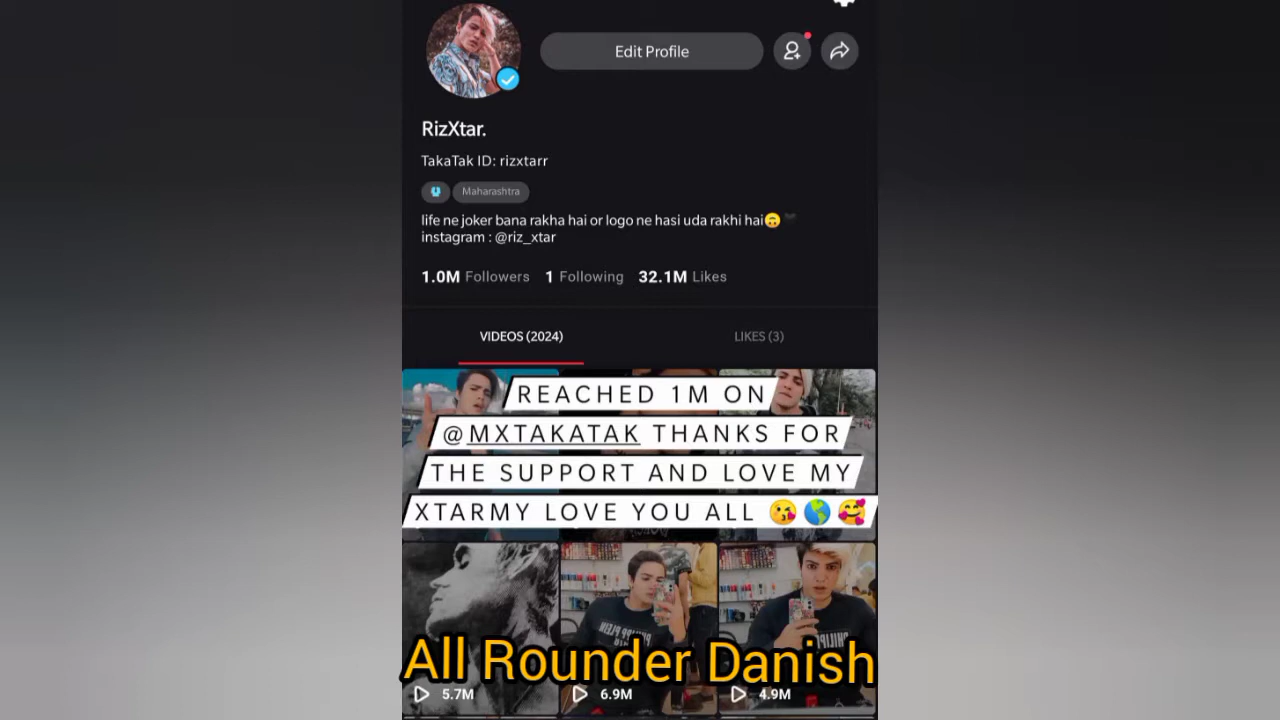 Edit Profile
RizXtar.
TakaTak ID: rizxtarr
Maharashtra
life ne joker bana rakha hai or logo ne hasi uda rakhi hai🙃🖤
instagram : @riz_xtar
1.0M Followers 1 Following 32.1M Likes
VIDEOS (2024) LIKES (3)
REACHED 1M ON
@MXTAKATAK THANKS FOR
THE SUPPORT AND LOVE MY
XTARMY LOVE YOU ALL 😘🌎🥰
All Rounder Danish
5.7M 6.9M 4.9M